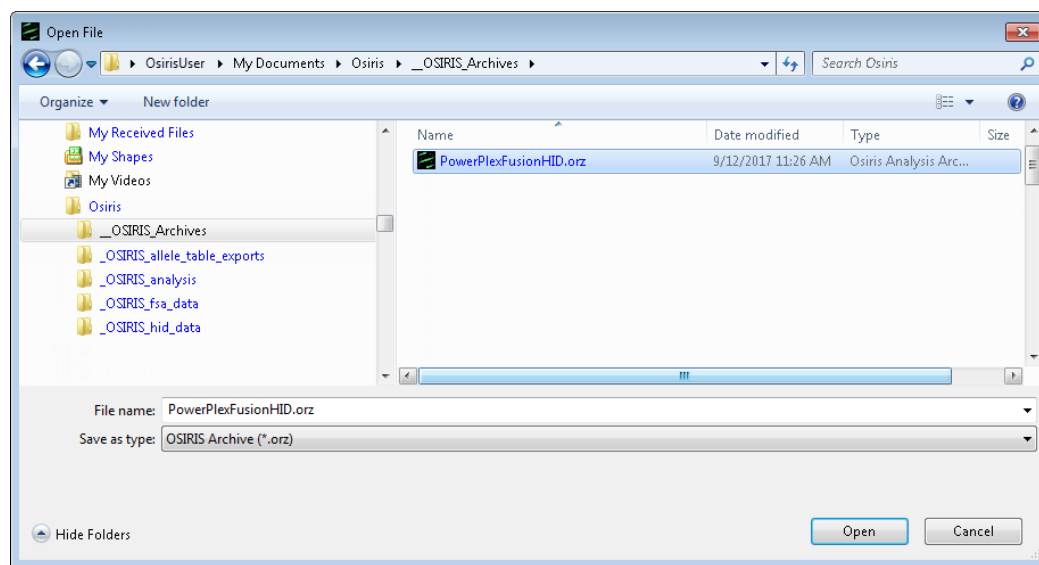 Open File
OsirisUser ▸ My Documents ▸ Osiris ▸ __OSIRIS_Archives ▸
Search Osiris
Organize ▾ New folder
My Received Files
My Shapes
My Videos
Osiris
__OSIRIS_Archives
_OSIRIS_allele_table_exports
_OSIRIS_analysis
_OSIRIS_fsa_data
_OSIRIS_hid_data
Name Date modified Type Size
PowerPlexFusionHID.orz 9/12/2017 11:26 AM Osiris Analysis Arc...
File name: PowerPlexFusionHID.orz
Save as type: OSIRIS Archive (*.orz)
Hide Folders
Open Cancel